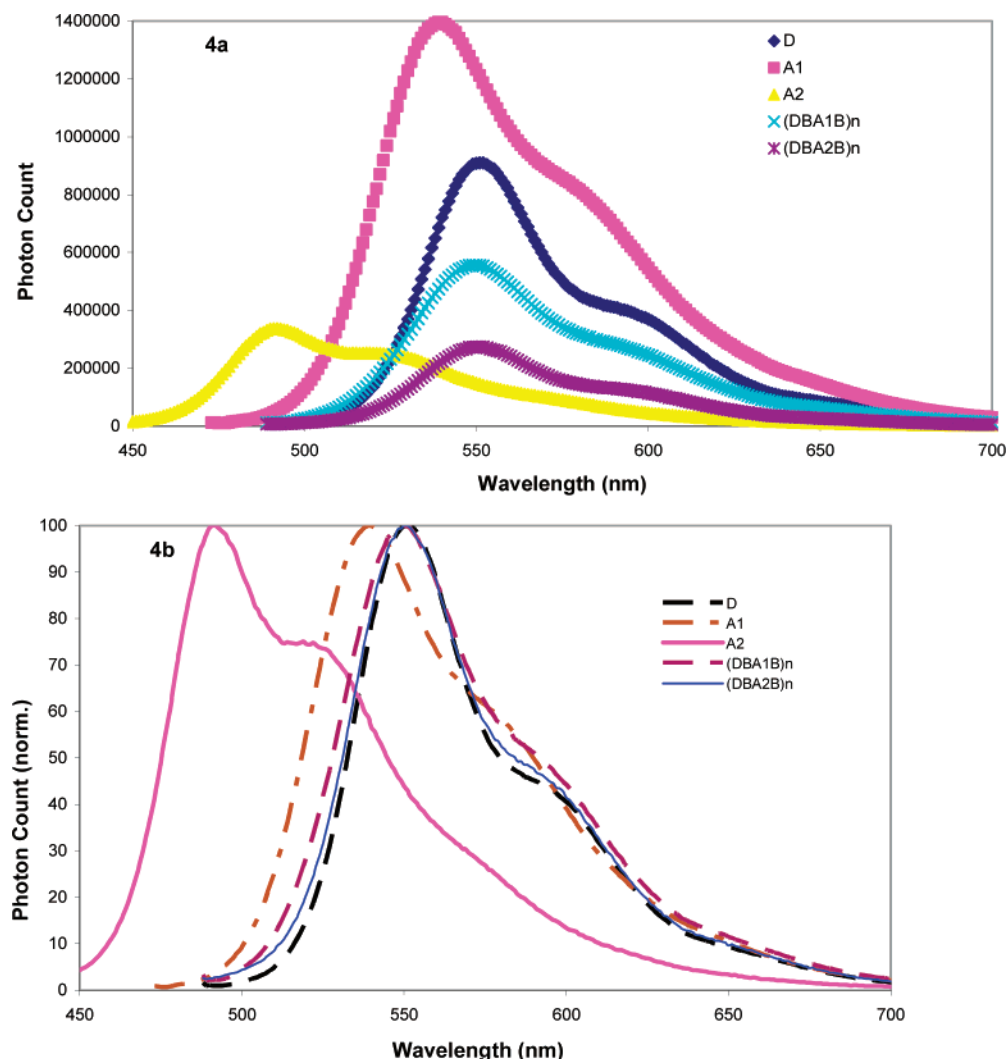 4a
1400000
1200000
1000000
800000
600000
400000
200000
0
Photon Count
450
500
550
600
650
700
Wavelength (nm)
D
A1
A2
(DBA1B)n
(DBA2B)n
4b
100
90
80
70
60
50
40
30
20
10
0
Photon Count (norm.)
450
500
550
600
650
700
Wavelength (nm)
D
A1
A2
(DBA1B)n
(DBA2B)n